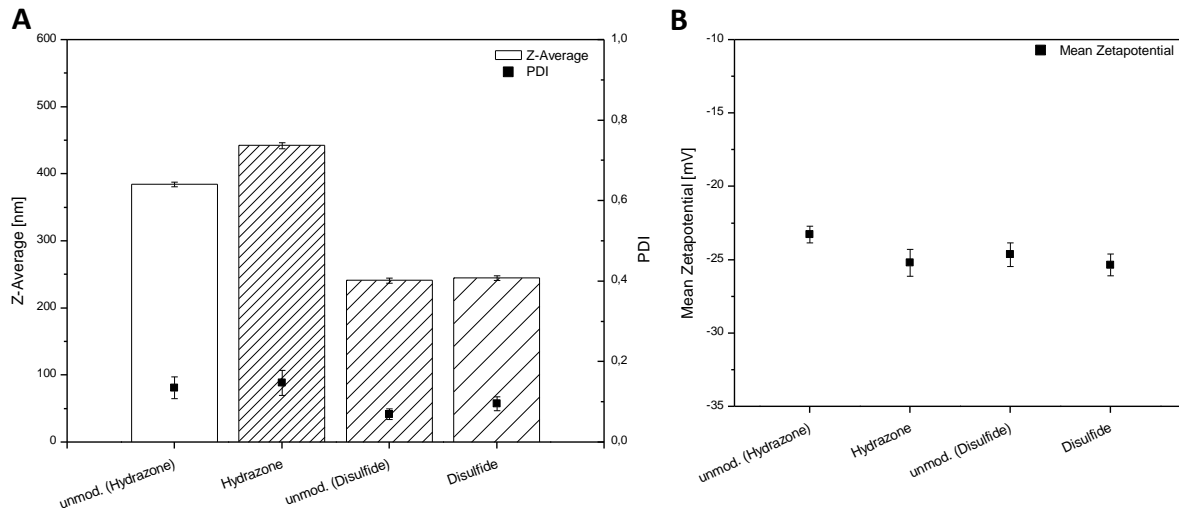 A
Z-Average
PDI
600
500
400
300
200
100
0
Z-Average [nm]
1,0
0,8
0,6
0,4
0,2
0,0
PDI
unmod. (Hydrazone)
Hydrazone
unmod. (Disulfide)
Disulfide
B
Mean Zetapotential
-10
-15
-20
-25
-30
-35
Mean Zetapotential [mV]
unmod. (Hydrazone)
Hydrazone
unmod. (Disulfide)
Disulfide